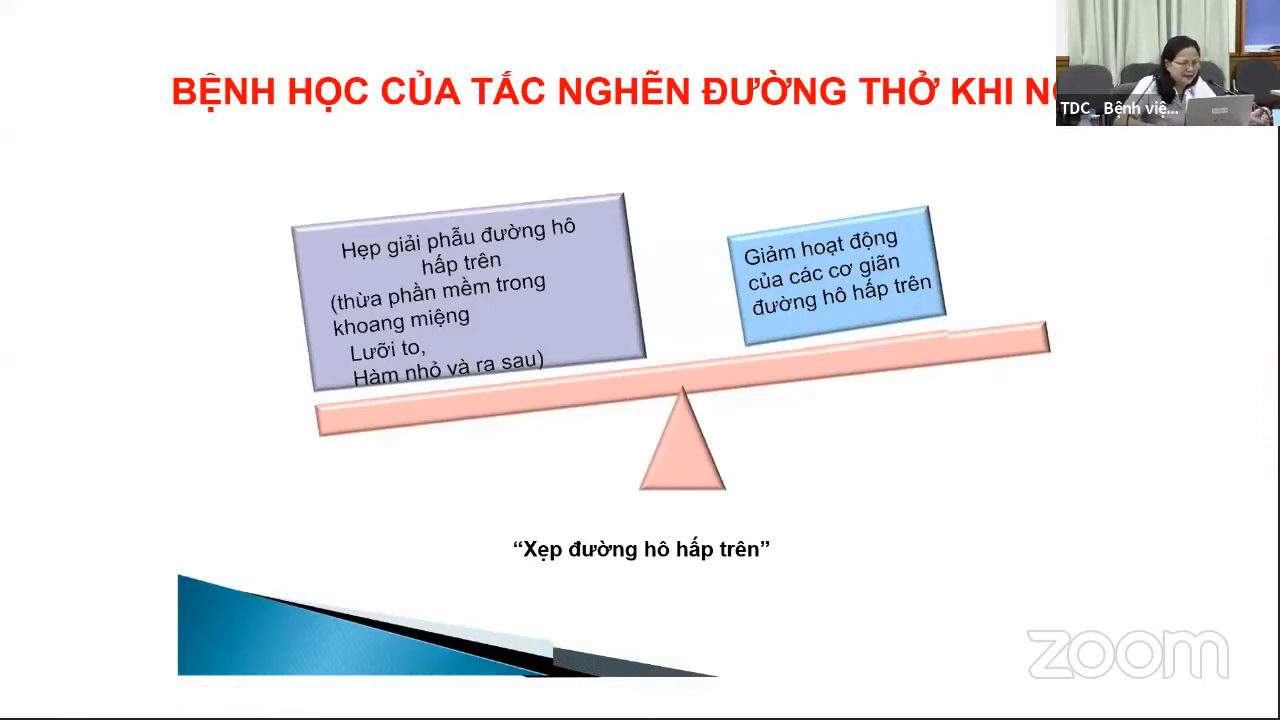 BỆNH HỌC CỦA TẮC NGHẼN ĐƯỜNG THỞ KHI
TDC_ Bệnh việ...
Hẹp giải phẫu đường hô
hấp trên
(thừa phần mềm trong
khoang miệng
Lưỡi to,
Hàm nhỏ và ra sau)
Giảm hoạt động
của các cơ giãn
đường hô hấp trên
“Xẹp đường hô hấp trên”
zoom